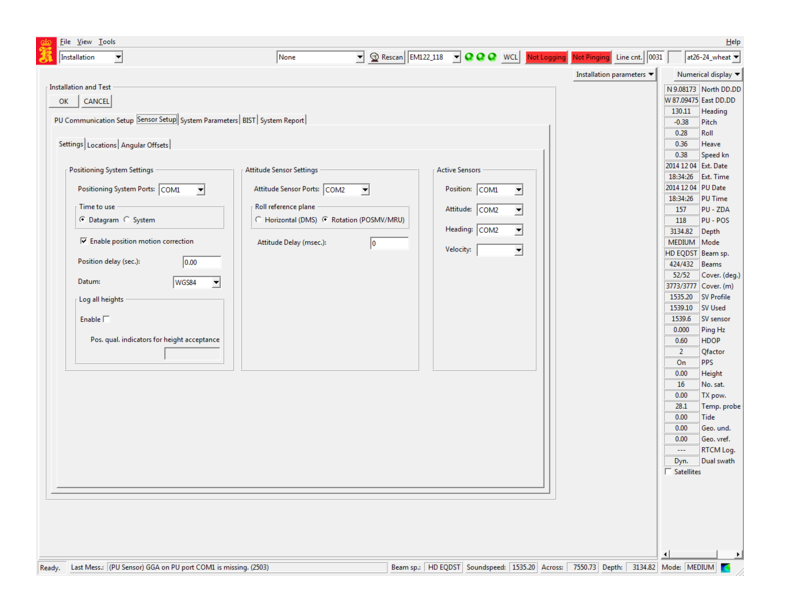 File View Tools Help
Installation None Rescan EM122_118 WCL Not Logging Not Pinging Line cnt. 0031 at26-24_wheat
Installation parameters
Installation and Test
OK CANCEL
PU Communication Setup Sensor Setup System Parameters BIST System Report
Settings Locations Angular Offsets
Positioning System Settings
Positioning System Ports: COM1
Time to use
Datagram System
Enable position motion correction
Position delay (sec.): 0.00
Datum: WGS84
Log all heights
Enable
Pos. qual. indicators for height acceptance
Attitude Sensor Settings
Attitude Sensor Ports: COM2
Roll reference plane
Horizontal (DMS) Rotation (POSMV/MRU)
Attitude Delay (msec.): 0
Active Sensors
Position: COM1
Attitude: COM2
Heading: COM2
Velocity:
Numerical display
N 9.08173 North DD.DD
W 87.09475 East DD.DD
130.11 Heading
-0.38 Pitch
0.28 Roll
0.36 Heave
0.38 Speed kn
2014 12 04 Ext. Date
18:34:26 Ext. Time
2014 12 04 PU Date
18:34:26 PU Time
157 PU - ZDA
118 PU - POS
3134.82 Depth
MEDIUM Mode
HD EQDST Beam sp.
424/432 Beams
52/52 Cover. (deg.)
3773/3777 Cover. (m)
1535.20 SV Profile
1539.10 SV Used
1539.6 SV sensor
0.000 Ping Hz
0.60 HDOP
2 Qfactor
On PPS
0.00 Height
16 No. sat.
0.00 TX pow.
28.1 Temp. probe
0.00 Tide
0.00 Geo. und.
0.00 Geo. vref.
--- RTCM Log.
Dyn. Dual swath
Satellites
Ready. Last Mess.: (PU Sensor) GGA on PU port COM1 is missing. (2503) Beam sp.: HD EQDST Soundspeed: 1535.20 Across: 7550.73 Depth: 3134.82 Mode: MEDIUM